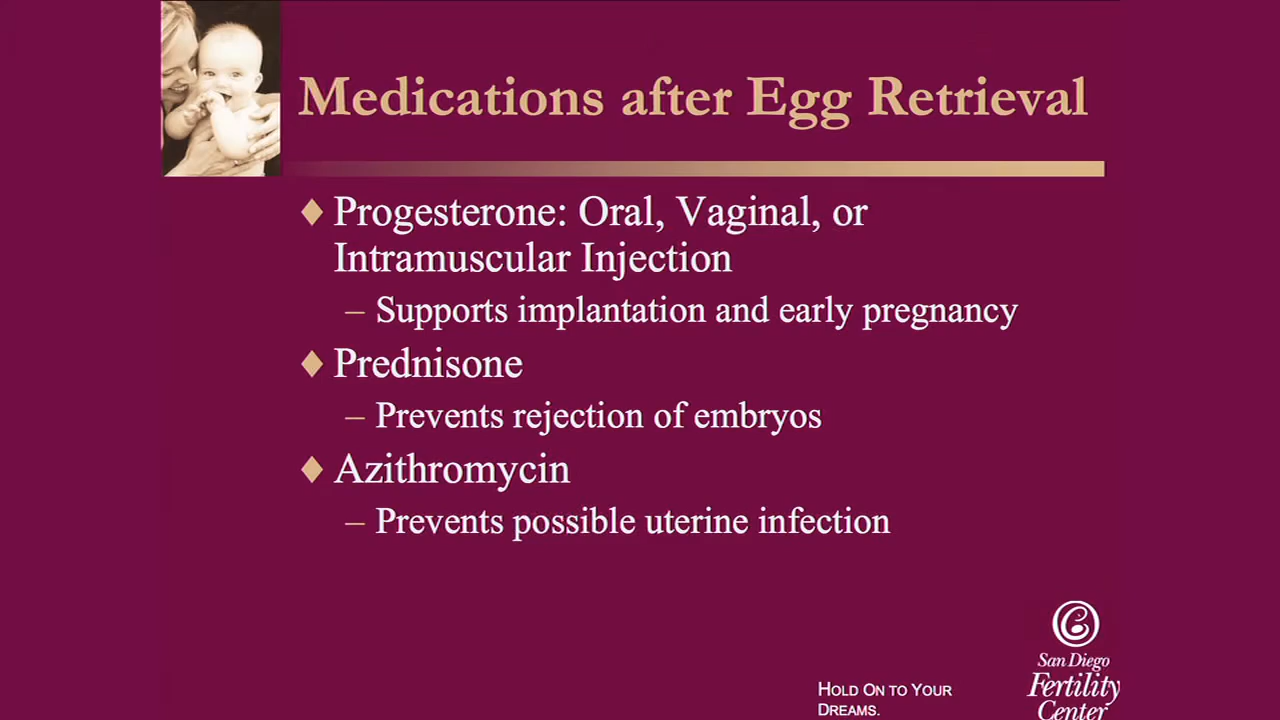 Medications after Egg Retrieval
♦ Progesterone: Oral, Vaginal, or
Intramuscular Injection
– Supports implantation and early pregnancy
♦ Prednisone
– Prevents rejection of embryos
♦ Azithromycin
– Prevents possible uterine infection
HOLD ON TO YOUR
DREAMS.
San Diego
Fertility
Center